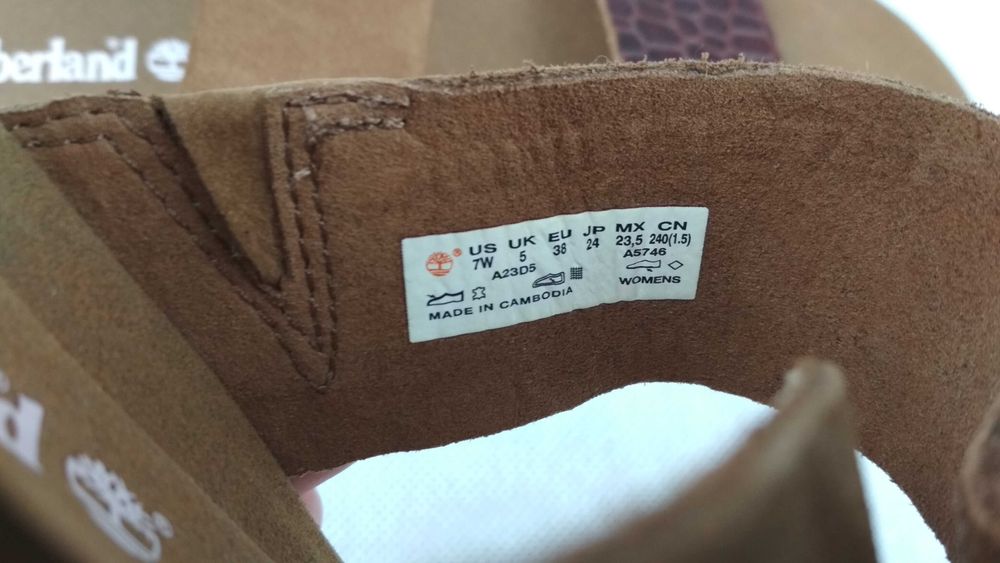 berland
US UK EU JP MX CN
7W 5 38 24 23,5 240(1.5)
A23D5 A5746
WOMENS
MADE IN CAMBODIA
d